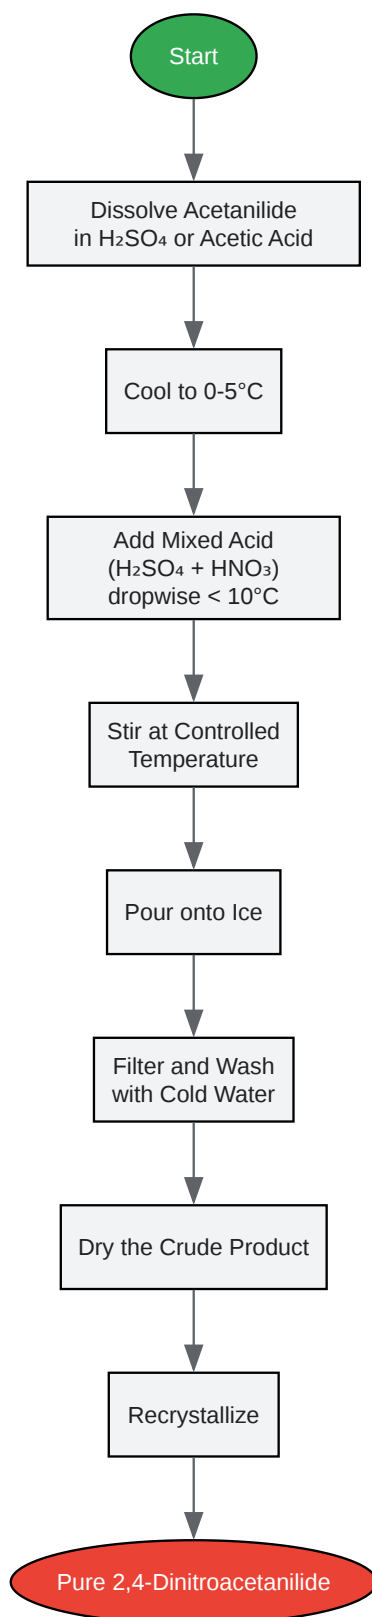 Start
Dissolve Acetanilide
in H₂SO₄ or Acetic Acid
Cool to 0-5°C
Add Mixed Acid
(H₂SO₄ + HNO₃)
dropwise < 10°C
Stir at Controlled
Temperature
Pour onto Ice
Filter and Wash
with Cold Water
Dry the Crude Product
Recrystallize
Pure 2,4-Dinitroacetanilide